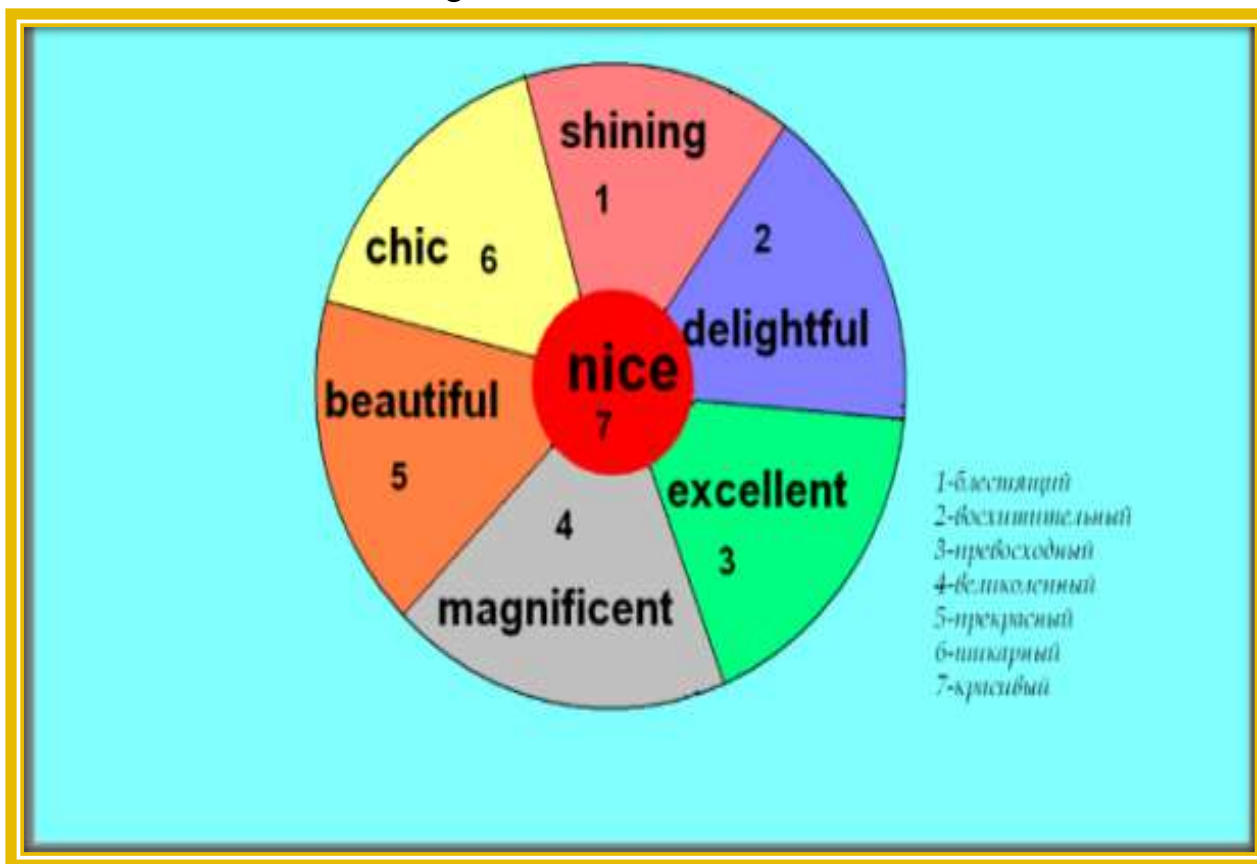 shining
1
2
delightful
chic 6
nice
7
beautiful
5
excellent
3
4
magnificent
1-блестящий
2-восхитительный
3-превосходный
4-великолепный
5-прекрасный
6-шикарный
7-красивый